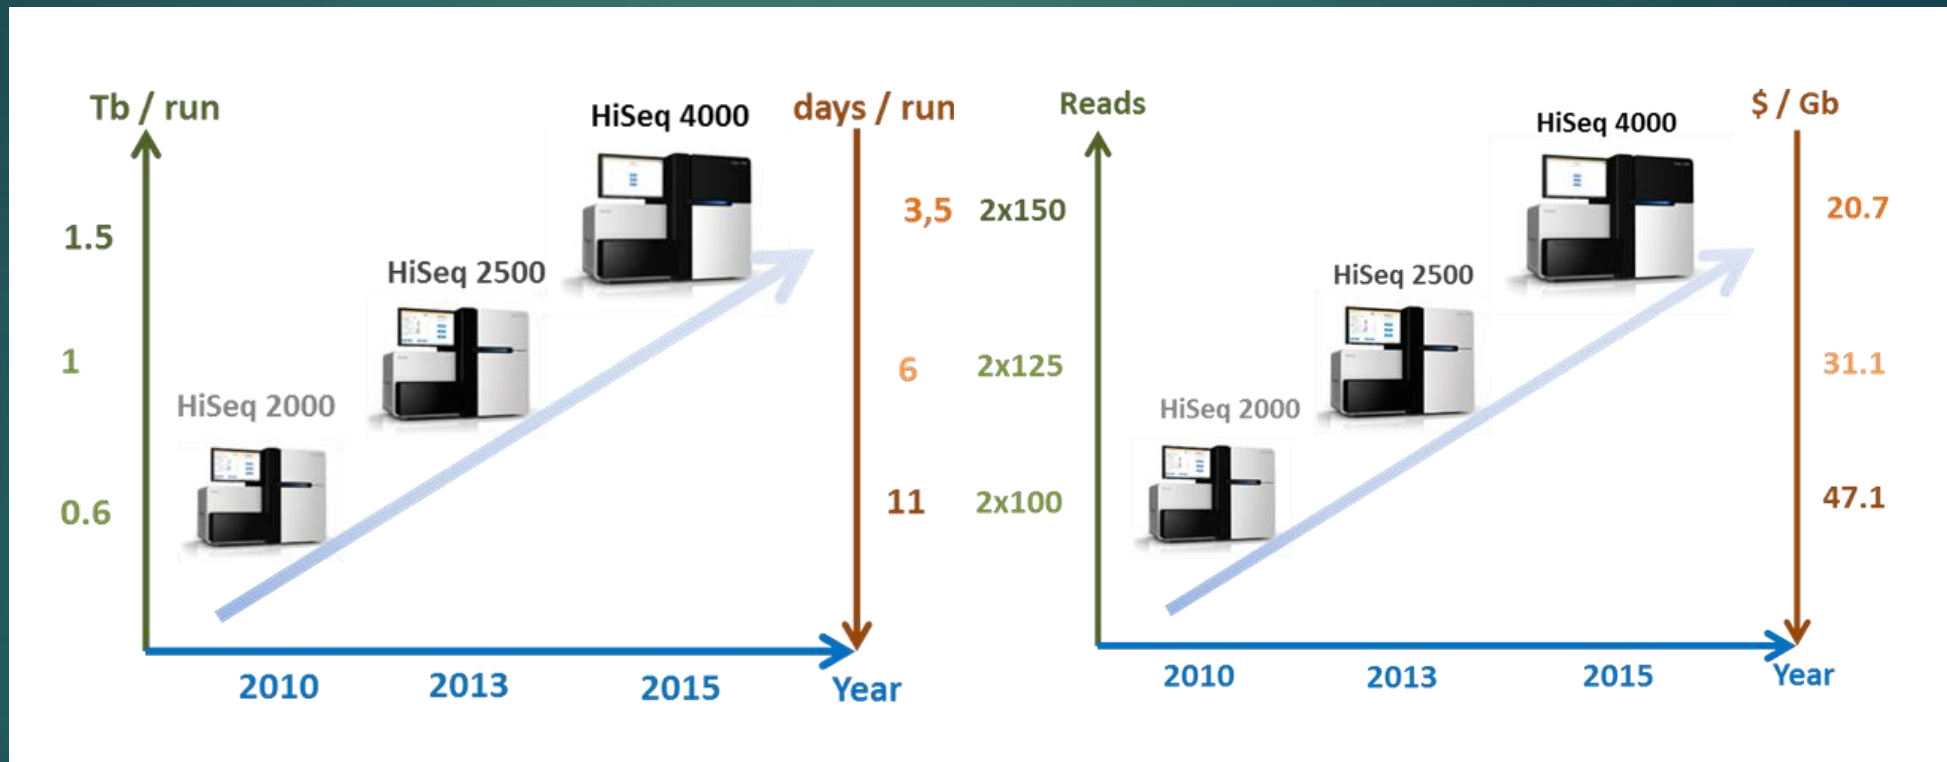 Tb / run
HiSeq 4000
days / run
1.5
HiSeq 2500
3,5
1
6
HiSeq 2000
0.6
11
2010
2013
2015
Year
Reads
HiSeq 4000
$ / Gb
2x150
20.7
HiSeq 2500
2x125
31.1
HiSeq 2000
2x100
47.1
2010
2013
2015
Year